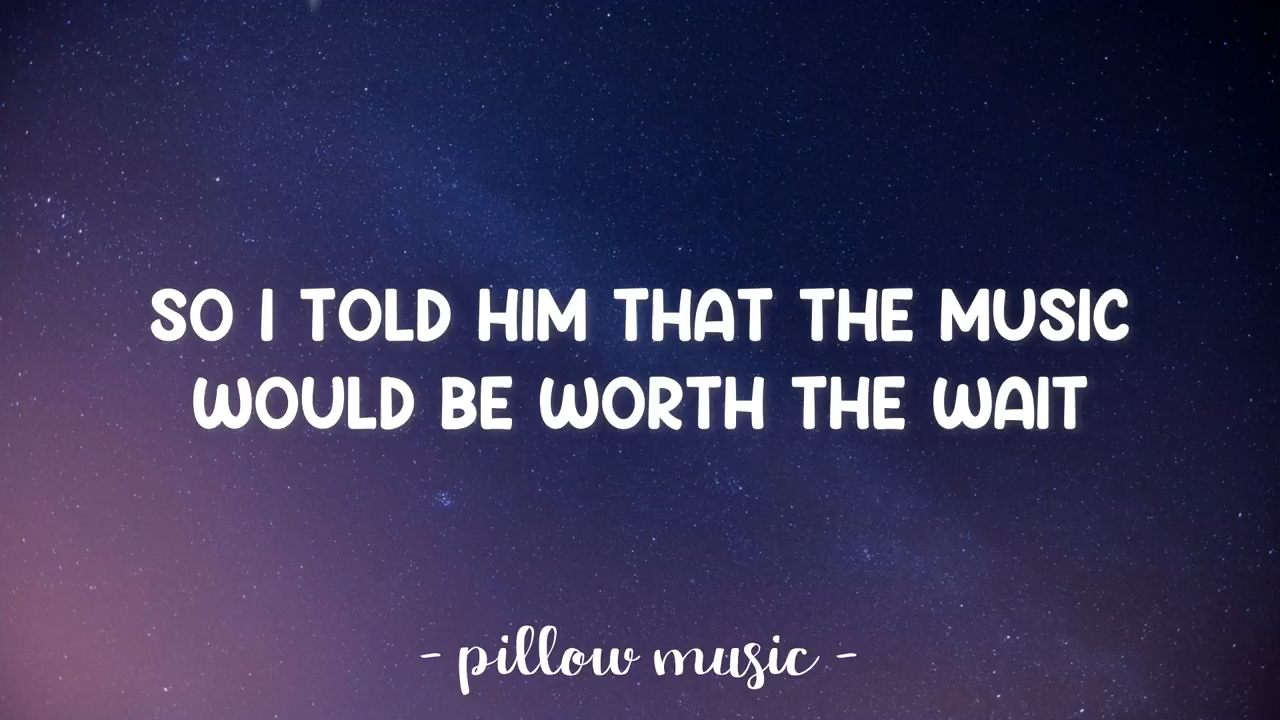 SO I TOLD HIM THAT THE MUSIC
WOULD BE WORTH THE WAIT
- pillow music -